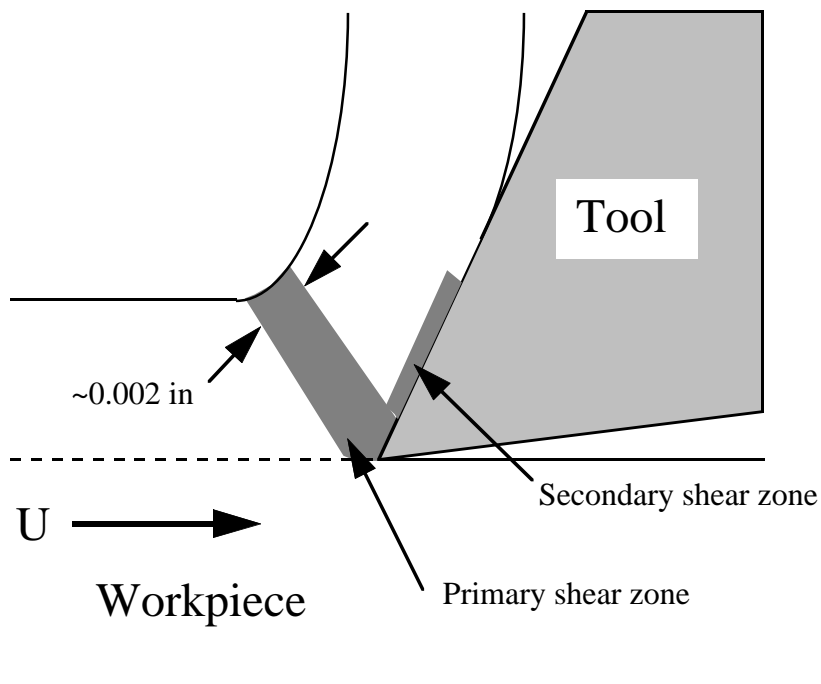 Tool
~0.002 in
Secondary shear zone
U
Primary shear zone
Workpiece